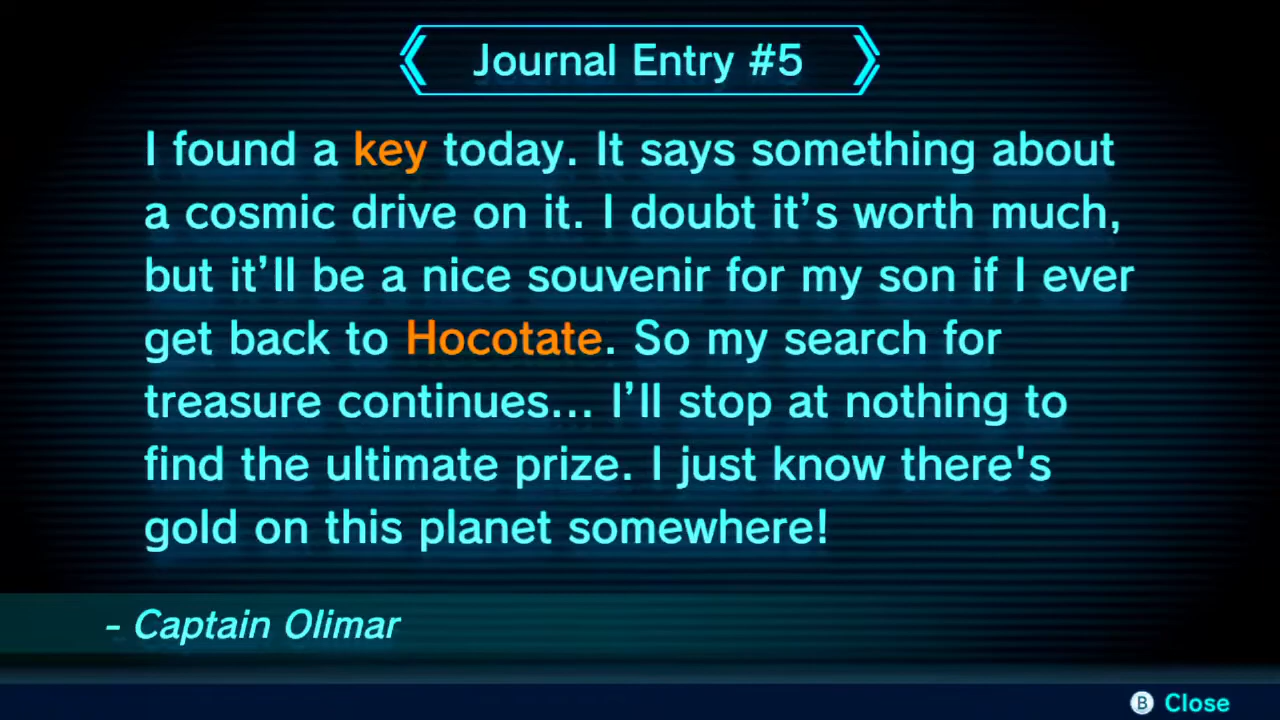 Journal Entry #5
I found a key today. It says something about
a cosmic drive on it. I doubt it’s worth much,
but it’ll be a nice souvenir for my son if I ever
get back to Hocotate. So my search for
treasure continues... I’ll stop at nothing to
find the ultimate prize. I just know there's
gold on this planet somewhere!
- Captain Olimar
B Close